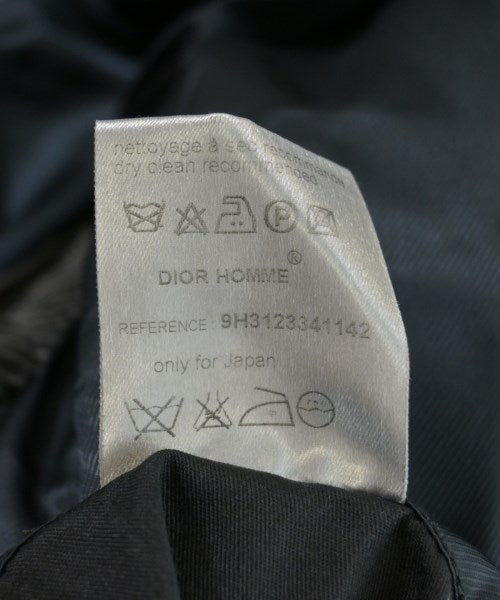 nettoyage à sec recommandé
dry clean recommended
P
DIOR HOMME®
REFERENCE : 9H3123341142
only for Japan